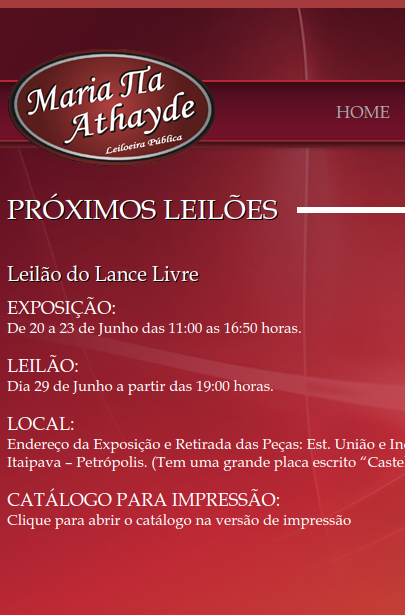 Maria Пa
Athayde
Leiloeira Pública
HOME
PRÓXIMOS LEILÕES
Leilão do Lance Livre
EXPOSIÇÃO:
De 20 a 23 de Junho das 11:00 as 16:50 horas.
LEILÃO:
Dia 29 de Junho a partir das 19:00 horas.
LOCAL:
Endereço da Exposição e Retirada das Peças: Est. União e
Itaipava – Petrópolis. (Tem uma grande placa escrito “Caste
CATÁLOGO PARA IMPRESSÃO:
Clique para abrir o catálogo na versão de impressão